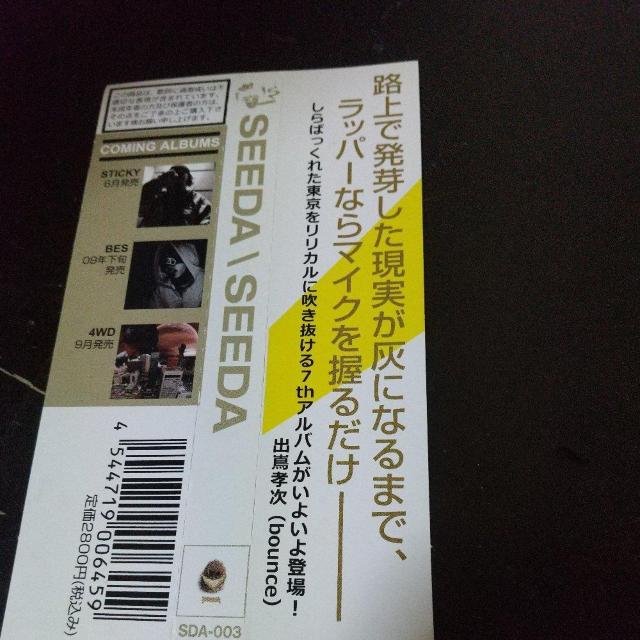 路上で発芽した現実が灰になるまで、
ラッパーならマイクを握るだけ――
しらばっくれた東京をリリカルに吹き抜ける7thアルバムがいよいよ登場!
出嶌孝次 (bounce)
SEEDA \ SEEDA
SDA-003
COMING ALBUMS
STICKY
6月発売
BES
09年下旬
発売
4WD
9月発売
4 544719 006459
定価2800円(税込み)